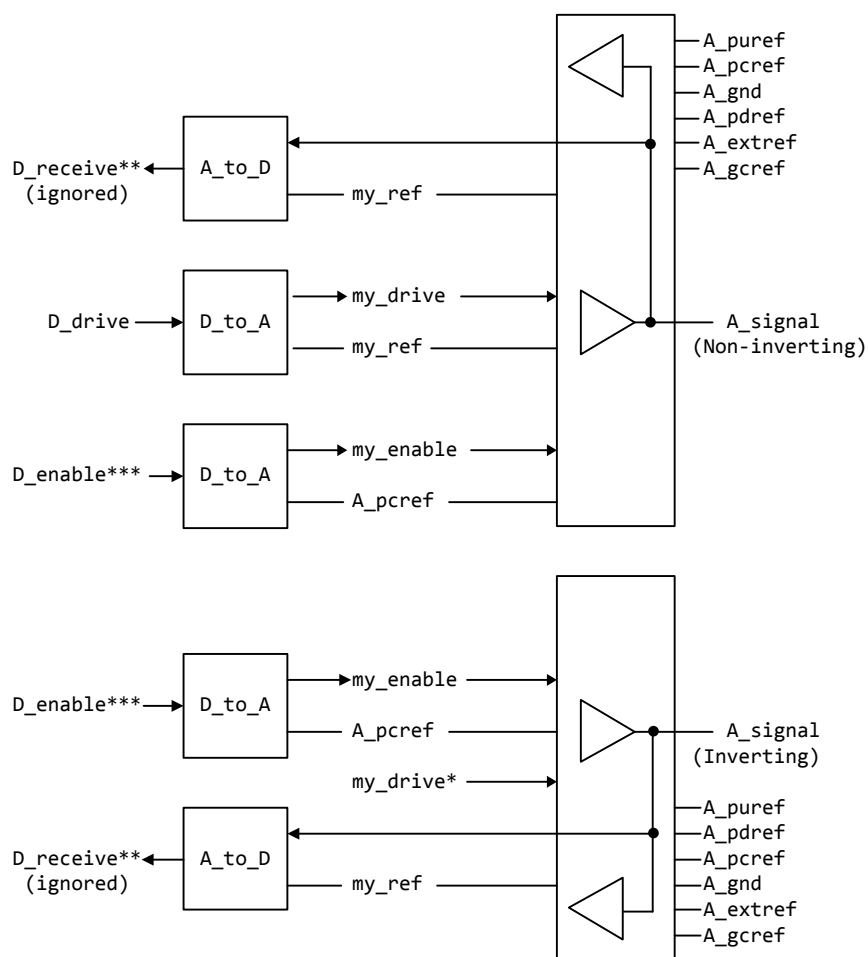 A_puref
A_pcref
A_gnd
A_pdref
A_extref
A_gcref
D_receive**
(ignored)
A_to_D
my_ref
my_drive
D_drive
D_to_A
my_ref
A_signal
(Non-inverting)
my_enable
D_enable***
D_to_A
A_pcref
my_enable
D_enable***
D_to_A
A_pcref
A_signal
(Inverting)
my_drive*
A_puref
A_pdref
A_pcref
A_gnd
A_extref
A_gcref
D_receive**
(ignored)
A_to_D
my_ref